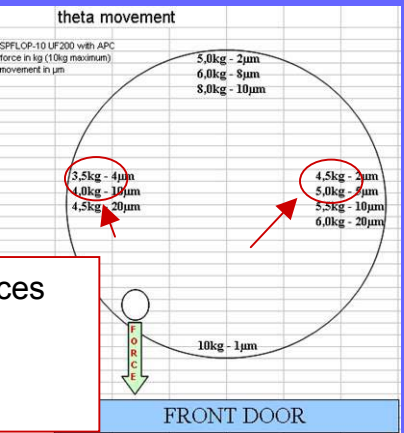 theta movement
SPFLOP-10 UF200 with APC
force in kg (10kg maximum)
movement in µm
5,0kg - 2µm
6,0kg - 8µm
8,0kg - 10µm
3,5kg - 4µm
4,0kg - 10µm
4,5kg - 20µm
4,5kg - 2µm
5,0kg - 5µm
5,5kg - 10µm
6,0kg - 20µm
ces
FORCE
10kg - 1µm
FRONT DOOR